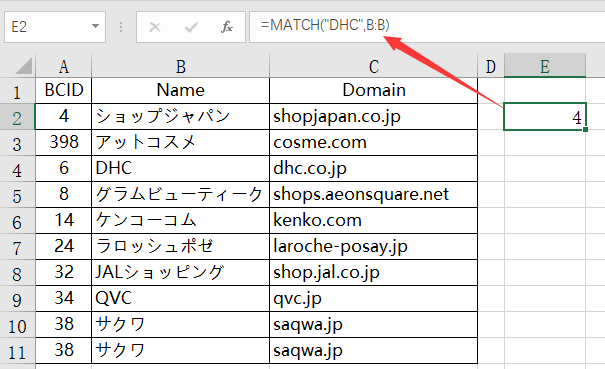 E2 fx =MATCH("DHC",B:B)
A B C D E
1 BCID Name Domain
2 4 ショップジャパン shopjapan.co.jp 4
3 398 アットコスメ cosme.com
4 6 DHC dhc.co.jp
5 8 グラムビューティーク shops.aeonsquare.net
6 14 ケンコーコム kenko.com
7 24 ラロッシュポゼ laroche-posay.jp
8 32 JALショッピング shop.jal.co.jp
9 34 QVC qvc.jp
10 38 サクワ saqwa.jp
11 38 サクワ saqwa.jp